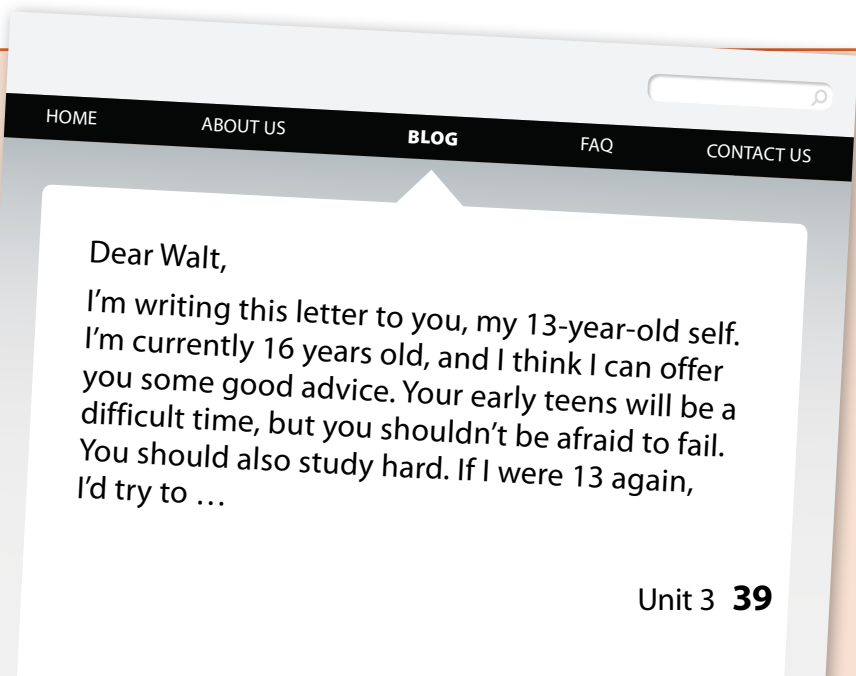 HOME ABOUT US BLOG FAQ CONTACT US
Dear Walt,
I'm writing this letter to you, my 13-year-old self.
I'm currently 16 years old, and I think I can offer
you some good advice. Your early teens will be a
difficult time, but you shouldn't be afraid to fail.
You should also study hard. If I were 13 again,
I'd try to …
Unit 3 39